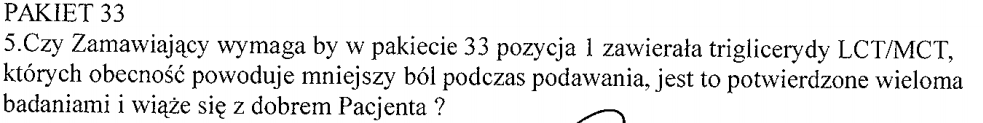 PAKIET 33
5.Czy Zamawiający wymaga by w pakiecie 33 pozycja 1 zawierała triglicerydy LCT/MCT,
których obecność powoduje mniejszy ból podczas podawania, jest to potwierdzone wieloma
badaniami i wiąże się z dobrem Pacjenta ?